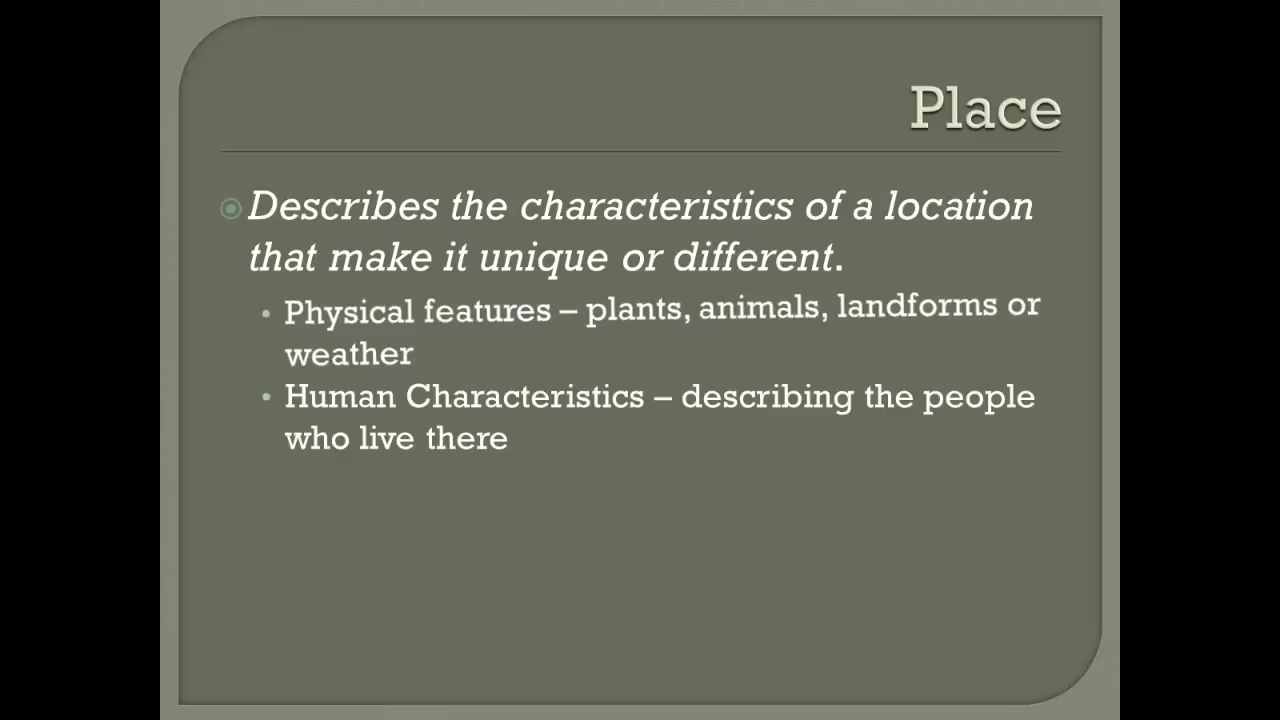 Place
Describes the characteristics of a location
that make it unique or different.
• Physical features – plants, animals, landforms or
weather
• Human Characteristics – describing the people
who live there